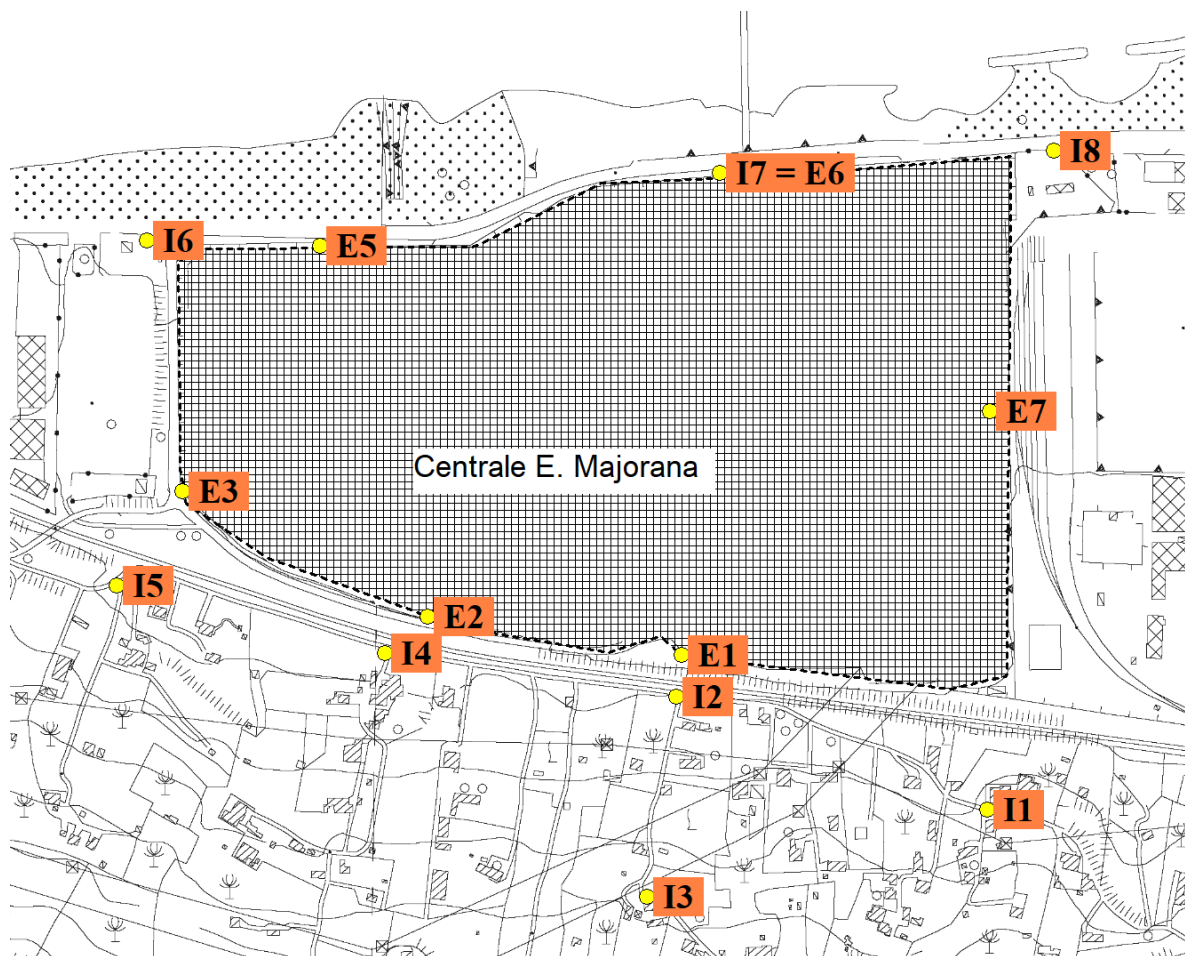 I8
I7 = E6
I6
E5
E7
Centrale E. Majorana
E3
I5
E2
I4
E1
I2
I1
I3